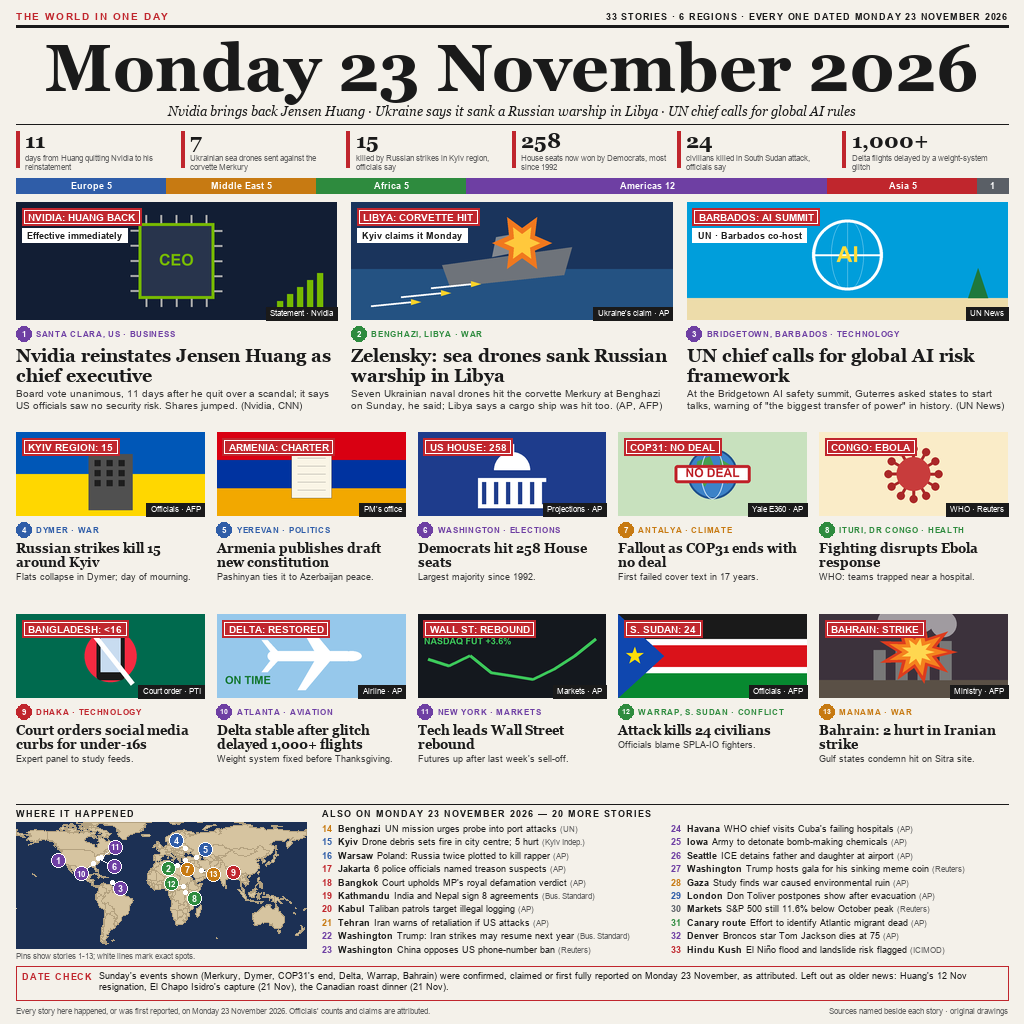 THE WORLD IN ONE DAY
33 STORIES · 6 REGIONS · EVERY ONE DATED MONDAY 23 NOVEMBER 2026
Monday 23 November 2026
Nvidia brings back Jensen Huang · Ukraine says it sank a Russian warship in Libya · UN chief calls for global AI rules
11
days from Huang quitting Nvidia to his
reinstatement
7
Ukrainian sea drones sent against the
corvette Merkury
15
killed by Russian strikes in Kyiv region,
officials say
258
House seats now won by Democrats, most
since 1992
24
civilians killed in South Sudan attack,
officials say
1,000+
Delta flights delayed by a weight-system
glitch
Europe 5
Middle East 5
Africa 5
Americas 12
Asia 5
1
NVIDIA: HUANG BACK
Effective immediately
CEO
Statement · Nvidia
1 SANTA CLARA, US · BUSINESS
Nvidia reinstates Jensen Huang as
chief executive
Board vote unanimous, 11 days after he quit over a scandal; it says
US officials saw no security risk. Shares jumped. (Nvidia, CNN)
LIBYA: CORVETTE HIT
Kyiv claims it Monday
Ukraine's claim · AP
2 BENGHAZI, LIBYA · WAR
Zelensky: sea drones sank Russian
warship in Libya
Seven Ukrainian naval drones hit the corvette Merkury at Benghazi
on Sunday, he said; Libya says a cargo ship was hit too. (AP, AFP)
BARBADOS: AI SUMMIT
UN · Barbados co-host
AI
UN News
3 BRIDGETOWN, BARBADOS · TECHNOLOGY
UN chief calls for global AI risk
framework
At the Bridgetown AI safety summit, Guterres asked states to start
talks, warning of "the biggest transfer of power" in history. (UN News)
KYIV REGION: 15
Officials · AFP
4 DYMER · WAR
Russian strikes kill 15
around Kyiv
Flats collapse in Dymer; day of mourning.
ARMENIA: CHARTER
PM's office
5 YEREVAN · POLITICS
Armenia publishes draft
new constitution
Pashinyan ties it to Azerbaijan peace.
US HOUSE: 258
Projections · AP
6 WASHINGTON · ELECTIONS
Democrats hit 258 House
seats
Largest majority since 1992.
COP31: NO DEAL
NO DEAL
Yale E360 · AP
7 ANTALYA · CLIMATE
Fallout as COP31 ends with
no deal
First failed cover text in 17 years.
CONGO: EBOLA
WHO · Reuters
8 ITURI, DR CONGO · HEALTH
Fighting disrupts Ebola
response
WHO: teams trapped near a hospital.
BANGLADESH: <16
Court order · PTI
9 DHAKA · TECHNOLOGY
Court orders social media
curbs for under-16s
Expert panel to study feeds.
DELTA: RESTORED
ON TIME
Airline · AP
10 ATLANTA · AVIATION
Delta stable after glitch
delayed 1,000+ flights
Weight system fixed before Thanksgiving.
WALL ST: REBOUND
NASDAQ FUT +3.6%
Markets · AP
11 NEW YORK · MARKETS
Tech leads Wall Street
rebound
Futures up after last week's sell-off.
S. SUDAN: 24
Officials · AFP
12 WARRAP, S. SUDAN · CONFLICT
Attack kills 24 civilians
Officials blame SPLA-IO fighters.
BAHRAIN: STRIKE
Ministry · AFP
13 MANAMA · WAR
Bahrain: 2 hurt in Iranian
strike
Gulf states condemn hit on Sitra site.
WHERE IT HAPPENED
1
11
6
10
3
4
5
2
7
13
9
12
8
Pins show stories 1-13; white lines mark exact spots.
ALSO ON MONDAY 23 NOVEMBER 2026 — 20 MORE STORIES
14 Benghazi UN mission urges probe into port attacks (UN)
15 Kyiv Drone debris sets fire in city centre; 5 hurt (Kyiv Indep.)
16 Warsaw Poland: Russia twice plotted to kill rapper (AP)
17 Jakarta 6 police officials named treason suspects (AP)
18 Bangkok Court upholds MP's royal defamation verdict (AP)
19 Kathmandu India and Nepal sign 8 agreements (Bus. Standard)
20 Kabul Taliban patrols target illegal logging (AP)
21 Tehran Iran warns of retaliation if US attacks (AP)
22 Washington Trump: Iran strikes may resume next year (Bus. Standard)
23 Washington China opposes US phone-number ban (Reuters)
24 Havana WHO chief visits Cuba's failing hospitals (AP)
25 Iowa Army to detonate bomb-making chemicals (AP)
26 Seattle ICE detains father and daughter at airport (AP)
27 Washington Trump hosts gala for his sinking meme coin (Reuters)
28 Gaza Study finds war caused environmental ruin (AP)
29 London Don Toliver postpones show after evacuation (AP)
30 Markets S&P 500 still 11.6% below October peak (Reuters)
31 Canary route Effort to identify Atlantic migrant dead (AP)
32 Denver Broncos star Tom Jackson dies at 75 (AP)
33 Hindu Kush El Niño flood and landslide risk flagged (ICIMOD)
DATE CHECK Sunday's events shown (Merkury, Dymer, COP31's end, Delta, Warrap, Bahrain) were confirmed, claimed or first fully reported on Monday 23 November, as attributed. Left out as older news: Huang's 12 Nov
resignation, El Chapo Isidro's capture (21 Nov), the Canadian roast dinner (21 Nov).
Every story here happened, or was first reported, on Monday 23 November 2026. Officials' counts and claims are attributed.
Sources named beside each story · original drawings